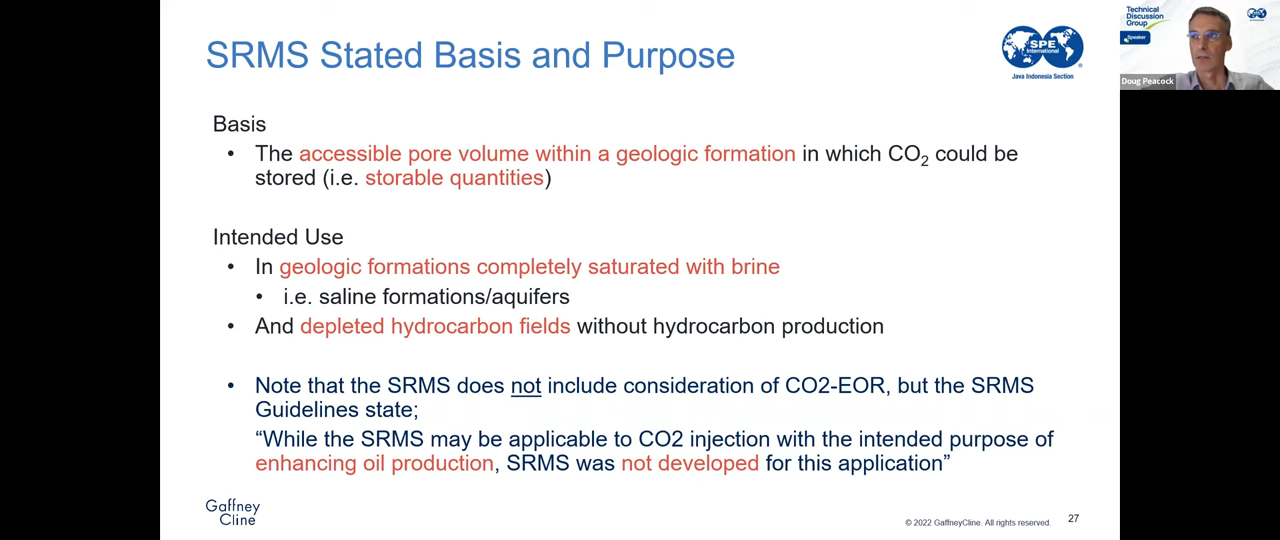 SRMS Stated Basis and Purpose
SPE
International
Java Indonesia Section
Technical
Discussion
Group
Speaker
Doug Peacock
Basis
• The accessible pore volume within a geologic formation in which CO2 could be
stored (i.e. storable quantities)
Intended Use
• In geologic formations completely saturated with brine
• i.e. saline formations/aquifers
• And depleted hydrocarbon fields without hydrocarbon production
• Note that the SRMS does not include consideration of CO2-EOR, but the SRMS
Guidelines state;
“While the SRMS may be applicable to CO2 injection with the intended purpose of
enhancing oil production, SRMS was not developed for this application”
Gaffney
Cline
© 2022 GaffneyCline. All rights reserved.
27